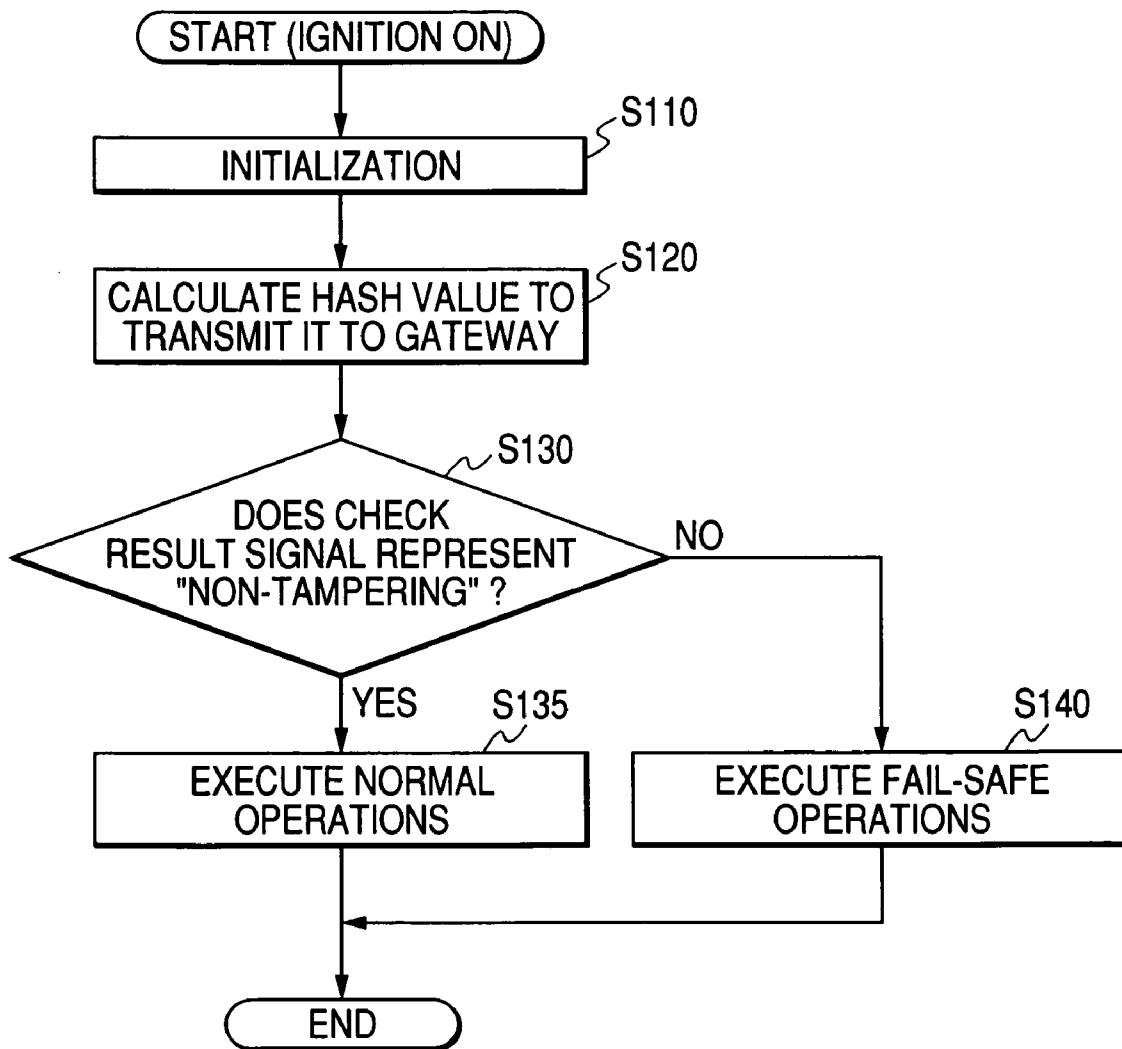 START (IGNITION ON)
S110
INITIALIZATION
S120
CALCULATE HASH VALUE TO
TRANSMIT IT TO GATEWAY
S130
DOES CHECK
RESULT SIGNAL REPRESENT
"NON-TAMPERING" ?
NO
YES
S135
EXECUTE NORMAL
OPERATIONS
S140
EXECUTE FAIL-SAFE
OPERATIONS
END